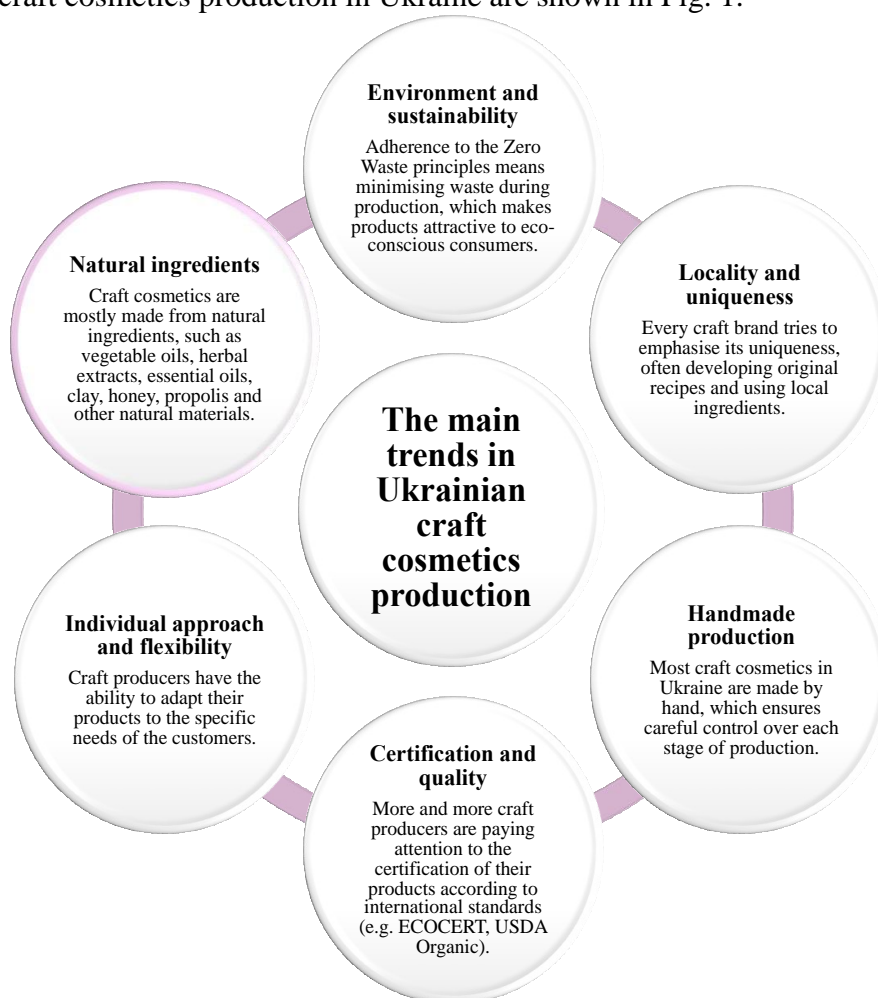 craft cosmetics production in Ukraine are shown in Fig. 1.
Environment and
sustainability
Adherence to the Zero
Waste principles means
minimising waste during
production, which makes
products attractive to eco-
conscious consumers.
Natural ingredients
Craft cosmetics are
mostly made from natural
ingredients, such as
vegetable oils, herbal
extracts, essential oils,
clay, honey, propolis and
other natural materials.
Locality and
uniqueness
Every craft brand tries to
emphasise its uniqueness,
often developing original
recipes and using local
ingredients.
The main
trends in
Ukrainian
craft
cosmetics
production
Individual approach
and flexibility
Craft producers have the
ability to adapt their
products to the specific
needs of the customers.
Handmade
production
Most craft cosmetics in
Ukraine are made by
hand, which ensures
careful control over each
stage of production.
Certification and
quality
More and more craft
producers are paying
attention to the
certification of their
products according to
international standards
(e.g. ECOCERT, USDA
Organic).